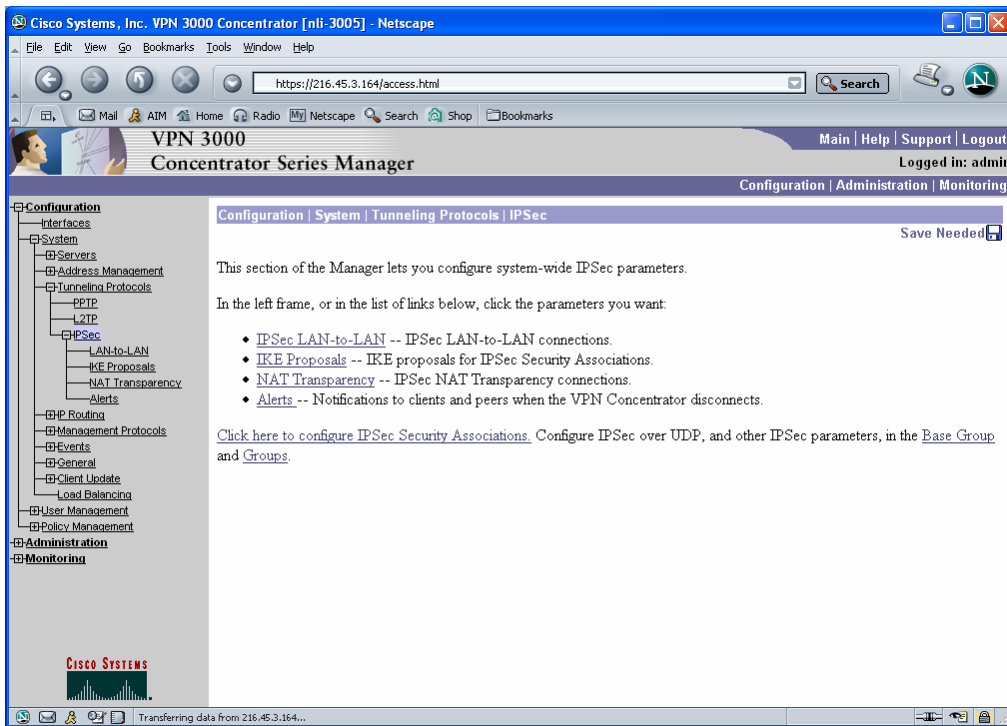 Cisco Systems, Inc. VPN 3000 Concentrator [nli-3005] - Netscape
File Edit View Go Bookmarks Tools Window Help
https://216.45.3.164/access.html
Search
Mail AIM Home Radio My Netscape Search Shop Bookmarks
VPN 3000
Concentrator Series Manager
Main | Help | Support | Logout
Logged in: admin
Configuration | Administration | Monitoring
Configuration
Interfaces
System
Servers
Address Management
Tunneling Protocols
PPTP
L2TP
IPSec
LAN-to-LAN
IKE Proposals
NAT Transparency
Alerts
IP Routing
Management Protocols
Events
General
Client Update
Load Balancing
User Management
Policy Management
Administration
Monitoring
CISCO SYSTEMS
Configuration | System | Tunneling Protocols | IPSec
Save Needed
This section of the Manager lets you configure system-wide IPSec parameters.
In the left frame, or in the list of links below, click the parameters you want:
IPSec LAN-to-LAN -- IPSec LAN-to-LAN connections.
IKE Proposals -- IKE proposals for IPSec Security Associations.
NAT Transparency -- IPSec NAT Transparency connections.
Alerts -- Notifications to clients and peers when the VPN Concentrator disconnects.
Click here to configure IPSec Security Associations. Configure IPSec over UDP, and other IPSec parameters, in the Base Group
and Groups.
Transferring data from 216.45.3.164...